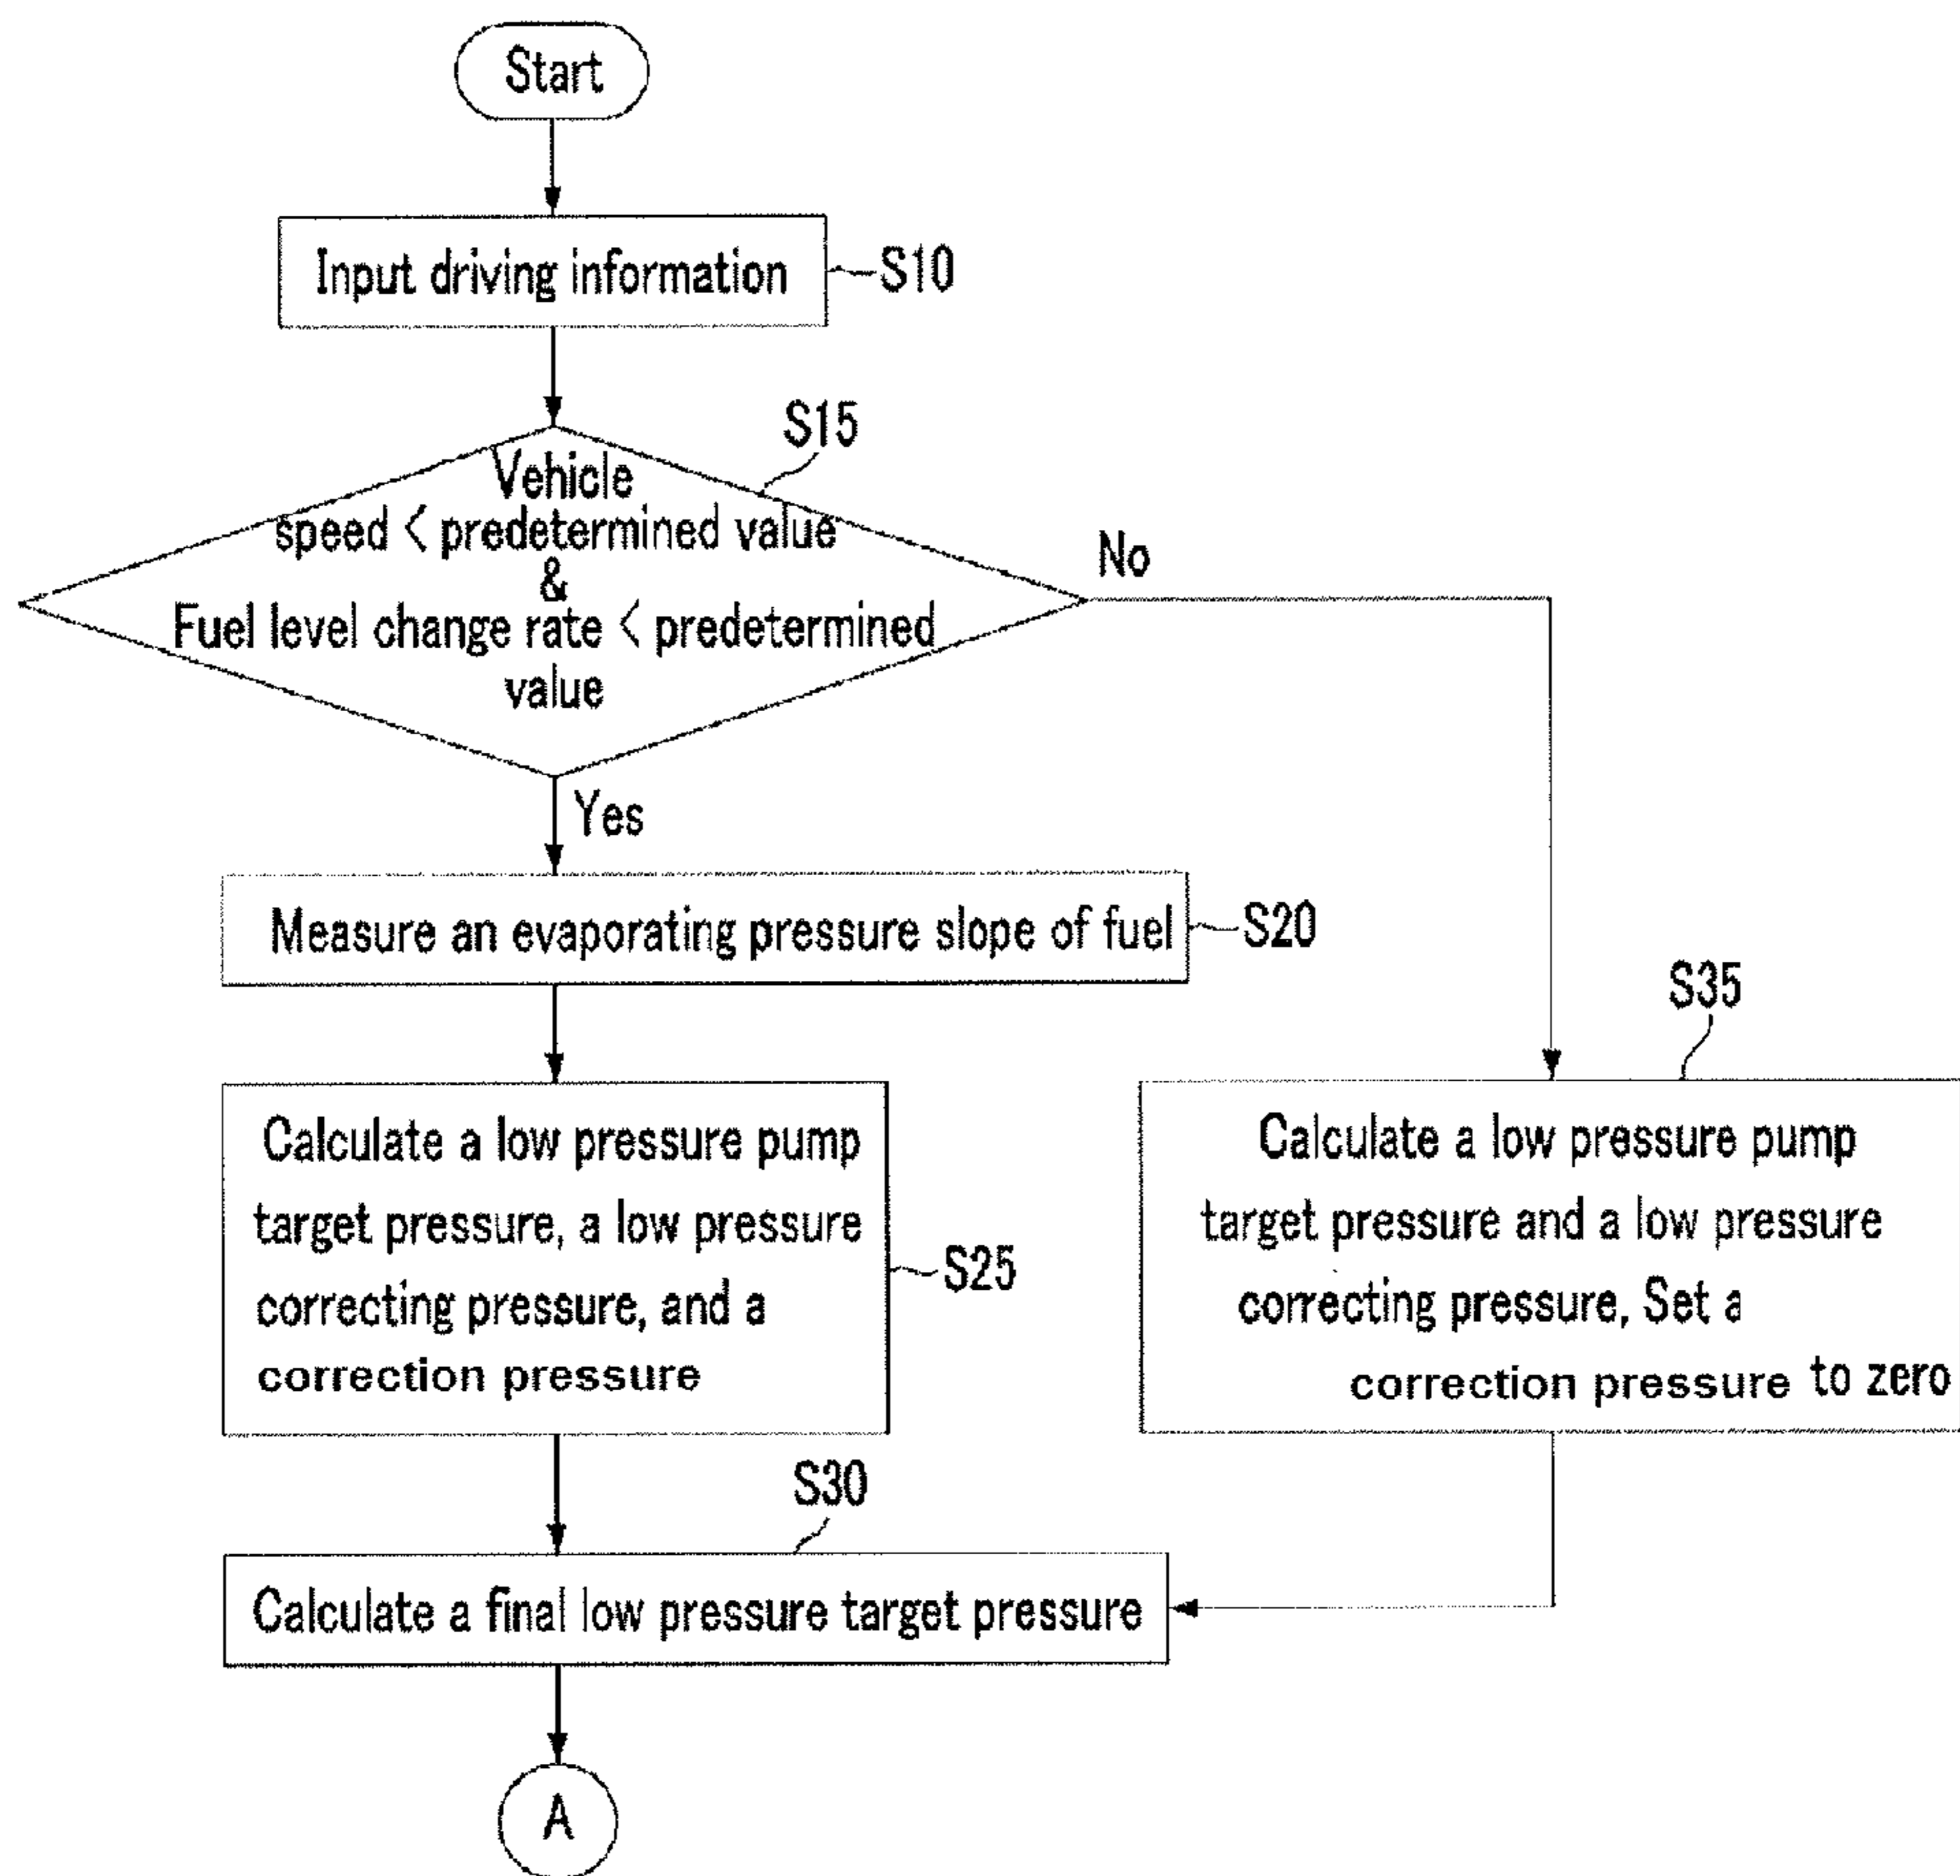 Start
Input driving information
S10
S15
Vehicle
speed < predetermined value
&
Fuel level change rate < predetermined
value
No
Yes
Measure an evaporating pressure slope of fuel
S20
S35
Calculate a low pressure pump
target pressure, a low pressure
correcting pressure, and a
correction pressure
S25
Calculate a low pressure pump
target pressure and a low pressure
correcting pressure, Set a
correction pressure to zero
S30
Calculate a final low pressure target pressure
A